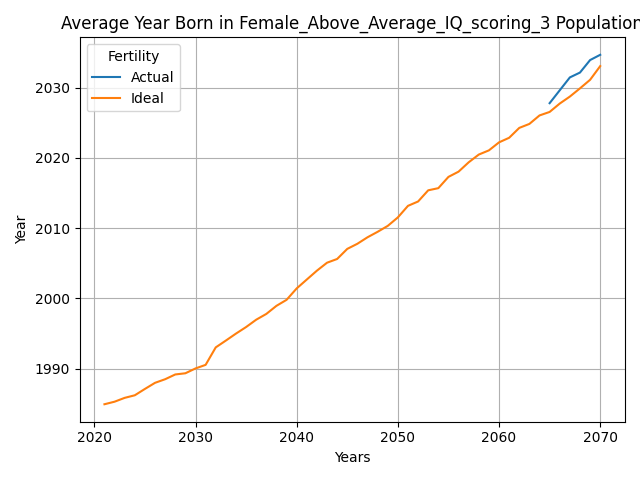 Average Year Born in Female_Above_Average_IQ_scoring_3 Population
Fertility
Actual
Ideal
2030
2020
2010
2000
1990
Year
2020 2030 2040 2050 2060 2070
Years